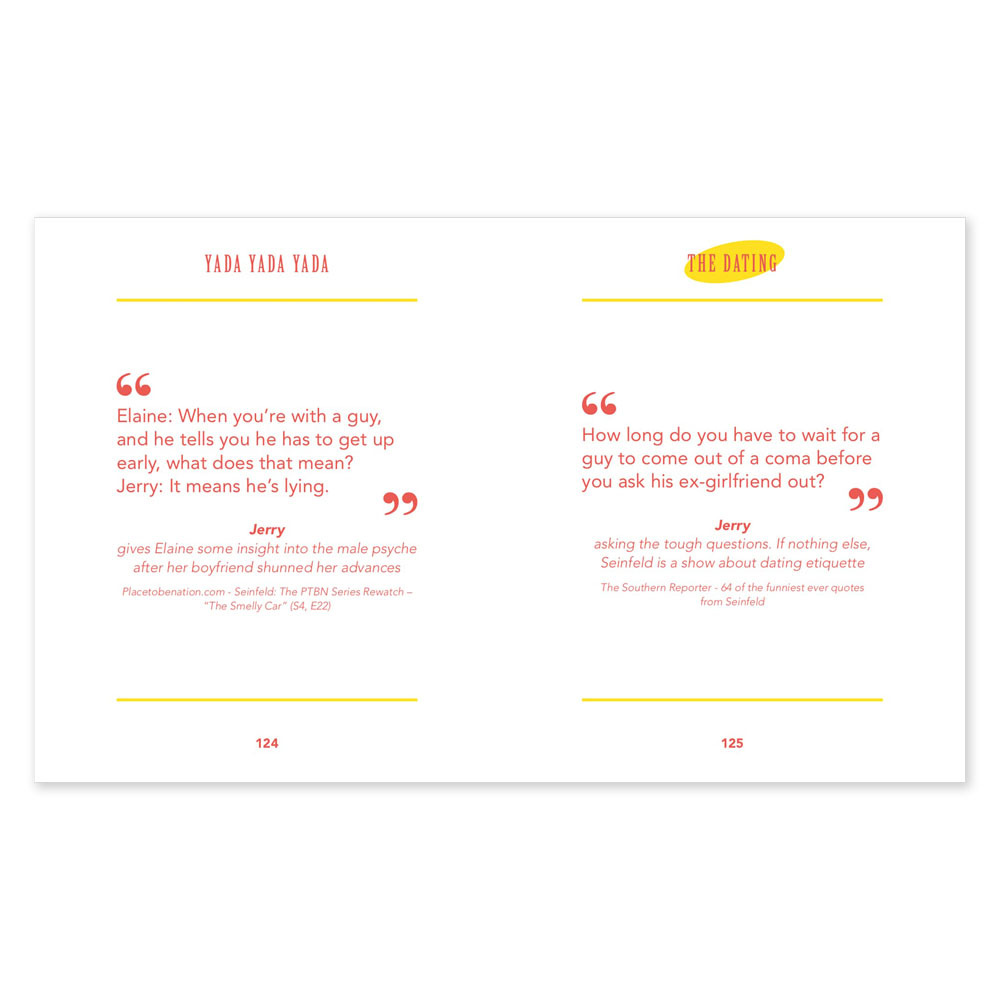 YADA YADA YADA
“
Elaine: When you’re with a guy,
and he tells you he has to get up
early, what does that mean?
Jerry: It means he’s lying.
”
Jerry
gives Elaine some insight into the male psyche
after her boyfriend shunned her advances
Placetobenation.com - Seinfeld: The PTBN Series Rewatch –
“The Smelly Car” (S4, E22)
124
THE DATING
“
How long do you have to wait for a
guy to come out of a coma before
you ask his ex-girlfriend out?
”
Jerry
asking the tough questions. If nothing else,
Seinfeld is a show about dating etiquette
The Southern Reporter - 64 of the funniest ever quotes
from Seinfeld
125